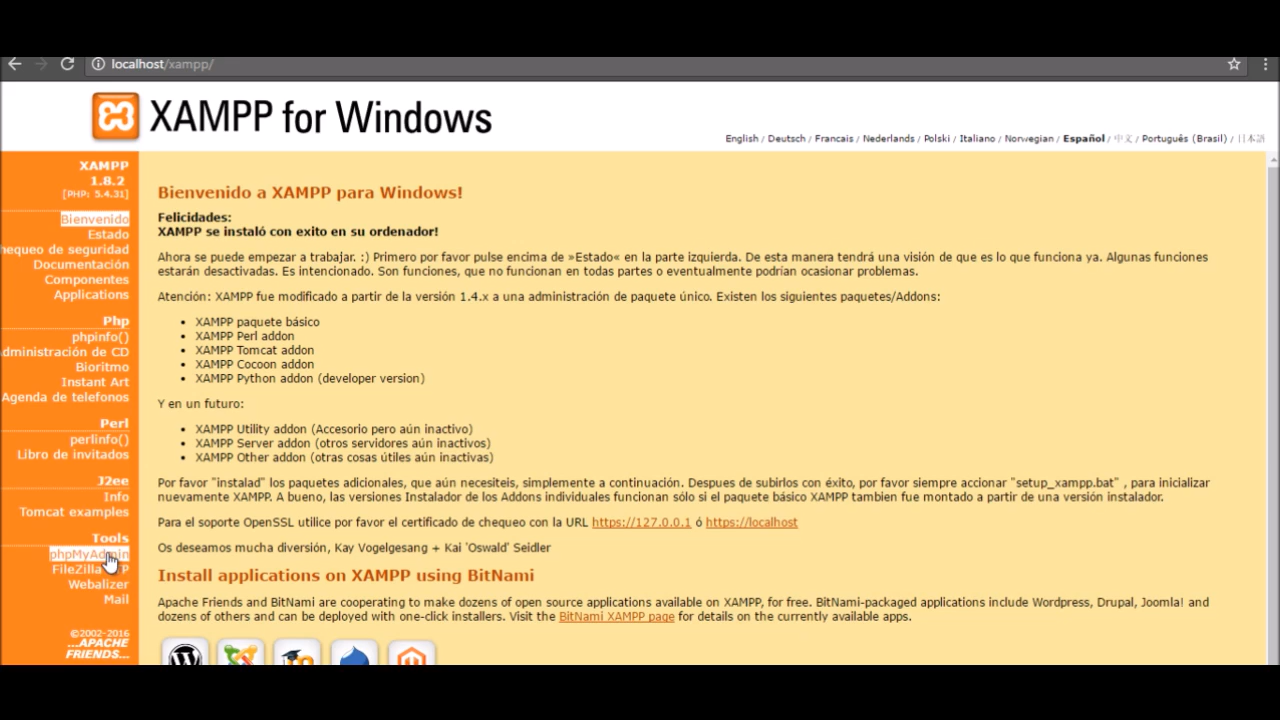 localhost/xampp/
XAMPP for Windows
English / Deutsch / Francais / Nederlands / Polski / Italiano / Norwegian / Español / 中文 / Português (Brasil) / 日本語
XAMPP
1.8.2
[PHP: 5.4.31]
Bienvenido
Estado
hequeo de seguridad
Documentación
Componentes
Applications
Php
phpinfo()
dministración de CD
Bioritmo
Instant Art
Agenda de telefonos
Perl
perlinfo()
Libro de invitados
J2ee
Info
Tomcat examples
Tools
phpMyAdmin
FileZilla
Webalizer
Mail
©2002-2016
...APACHE
FRIENDS...
Bienvenido a XAMPP para Windows!
Felicidades:
XAMPP se instaló con exito en su ordenador!
Ahora se puede empezar a trabajar. :) Primero por favor pulse encima de »Estado« en la parte izquierda. De esta manera tendrá una visión de que es lo que funciona ya. Algunas funciones
estarán desactivadas. Es intencionado. Son funciones, que no funcionan en todas partes o eventualmente podrían ocasionar problemas.
Atención: XAMPP fue modificado a partir de la versión 1.4.x a una administración de paquete único. Existen los siguientes paquetes/Addons:
• XAMPP paquete básico
• XAMPP Perl addon
• XAMPP Tomcat addon
• XAMPP Cocoon addon
• XAMPP Python addon (developer version)
Y en un futuro:
• XAMPP Utility addon (Accesorio pero aún inactivo)
• XAMPP Server addon (otros servidores aún inactivos)
• XAMPP Other addon (otras cosas útiles aún inactivas)
Por favor "instalad" los paquetes adicionales, que aún necesiteis, simplemente a continuación. Despues de subirlos con éxito, por favor siempre accionar "setup_xampp.bat" , para inicializar
nuevamente XAMPP. A bueno, las versiones Instalador de los Addons individuales funcionan sólo si el paquete básico XAMPP tambien fue montado a partir de una versión instalador.
Para el soporte OpenSSL utilice por favor el certificado de chequeo con la URL https://127.0.0.1 ó https://localhost
Os deseamos mucha diversión, Kay Vogelgesang + Kai 'Oswald' Seidler
Install applications on XAMPP using BitNami
Apache Friends and BitNami are cooperating to make dozens of open source applications available on XAMPP, for free. BitNami-packaged applications include Wordpress, Drupal, Joomla! and
dozens of others and can be deployed with one-click installers. Visit the BitNami XAMPP page for details on the currently available apps.